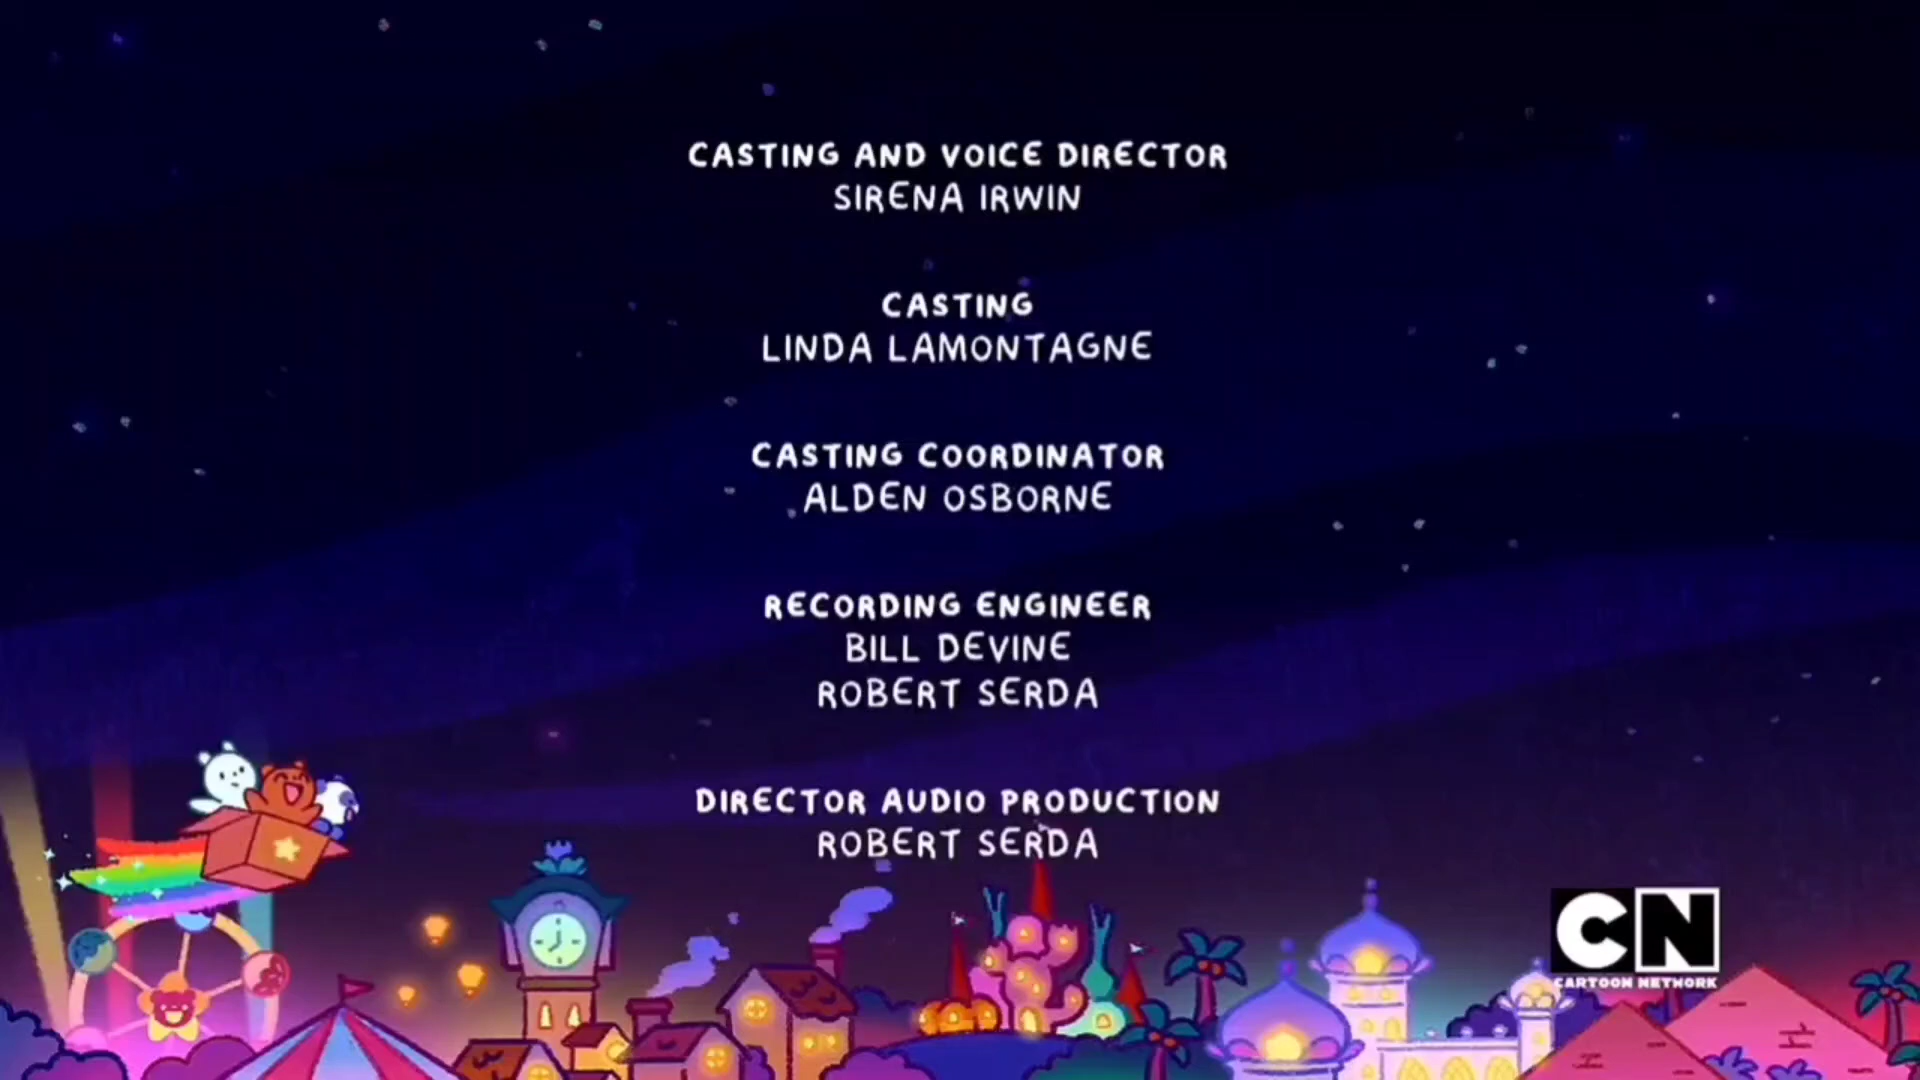 CASTING AND VOICE DIRECTOR
SIRENA IRWIN
CASTING
LINDA LAMONTAGNE
CASTING COORDINATOR
ALDEN OSBORNE
RECORDING ENGINEER
BILL DEVINE
ROBERT SERDA
DIRECTOR AUDIO PRODUCTION
ROBERT SERDA
CN
CARTOON NETWORK